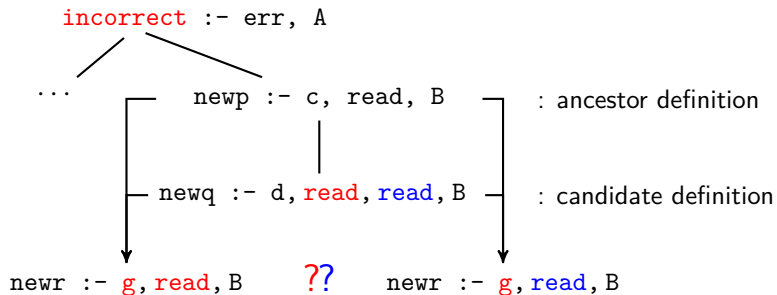 incorrect :- err, A
...
newp :- c, read, B : ancestor definition
newq :- d, read, read, B : candidate definition
newr :- g, read, B ?? newr :- g, read, B